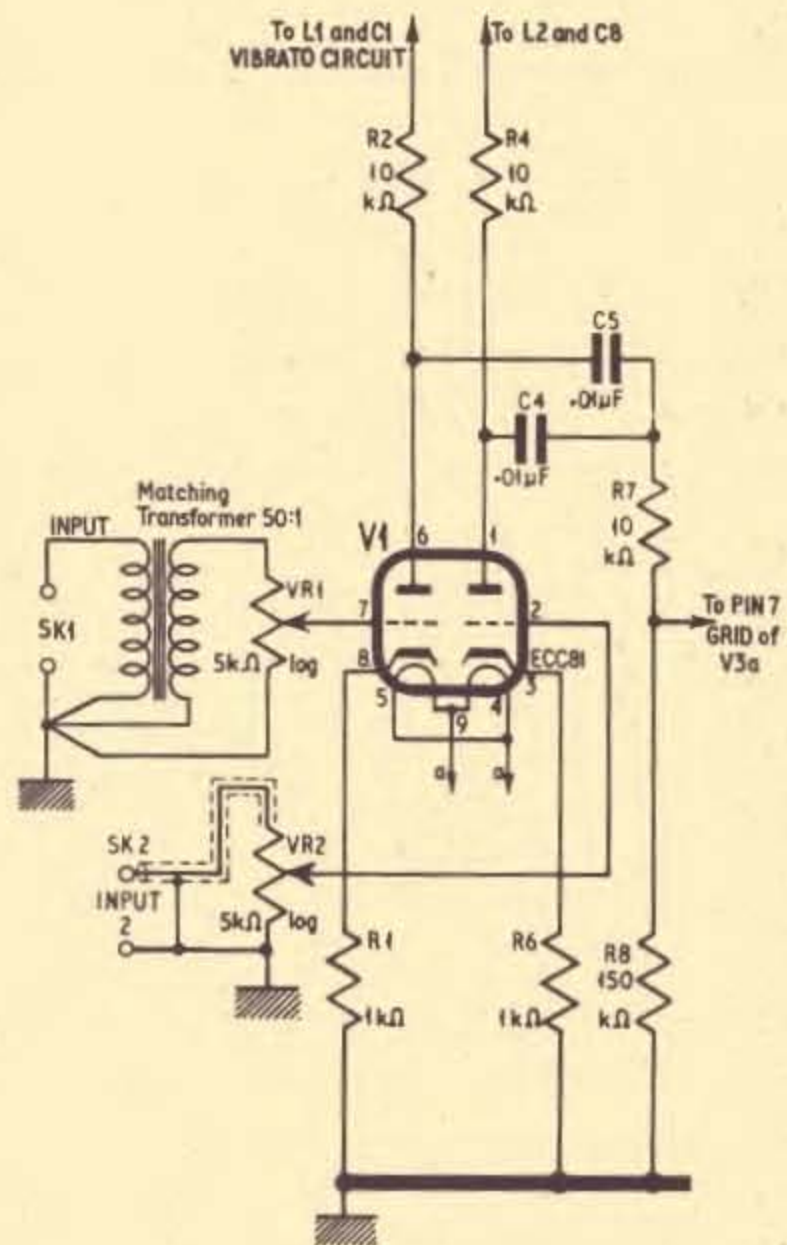 To L1 and C1
VIBRATO CIRCUIT
To L2 and C8
R2
10
kΩ
R4
10
kΩ
C5
.01µF
C4
.01µF
R7
10
kΩ
Matching
Transformer 50:1
INPUT
SK1
VR1
5kΩ
log
V1
6
1
7
2
8
ECC81
3
5
4
9
a
a
To PIN 7
GRID of
V3a
SK 2
INPUT
2
VR2
5kΩ
log
R1
1kΩ
R6
1kΩ
R8
150
kΩ